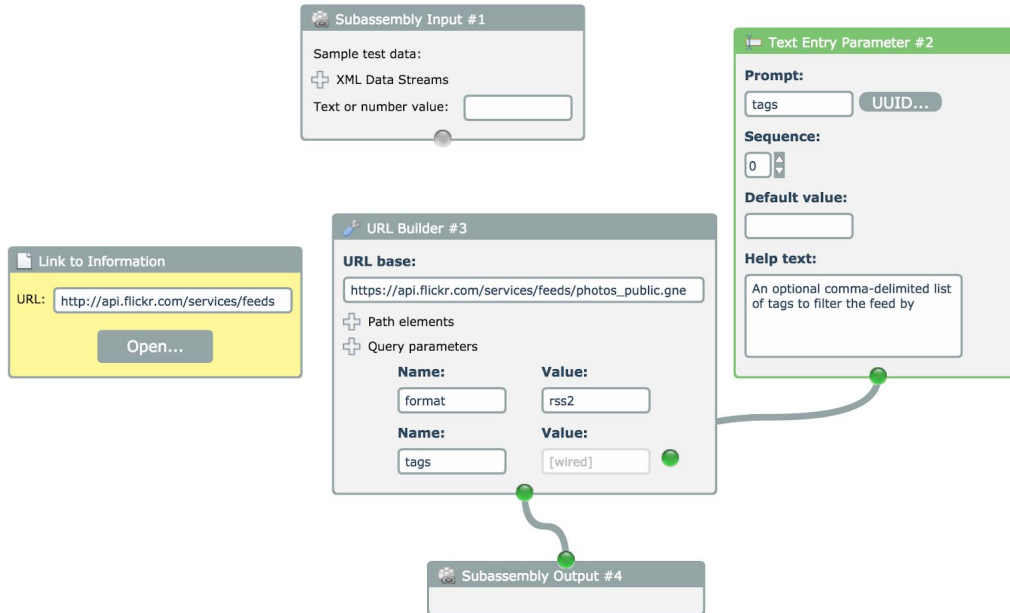 Subassembly Input #1
Sample test data:
XML Data Streams
Text or number value:
Text Entry Parameter #2
Prompt:
tags
UUID...
Sequence:
0
Default value:
Help text:
An optional comma-delimited list
of tags to filter the feed by
Link to Information
URL: http://api.flickr.com/services/feeds
Open...
URL Builder #3
URL base:
https://api.flickr.com/services/feeds/photos_public.gne
Path elements
Query parameters
Name: Value:
format rss2
Name: Value:
tags [wired]
Subassembly Output #4